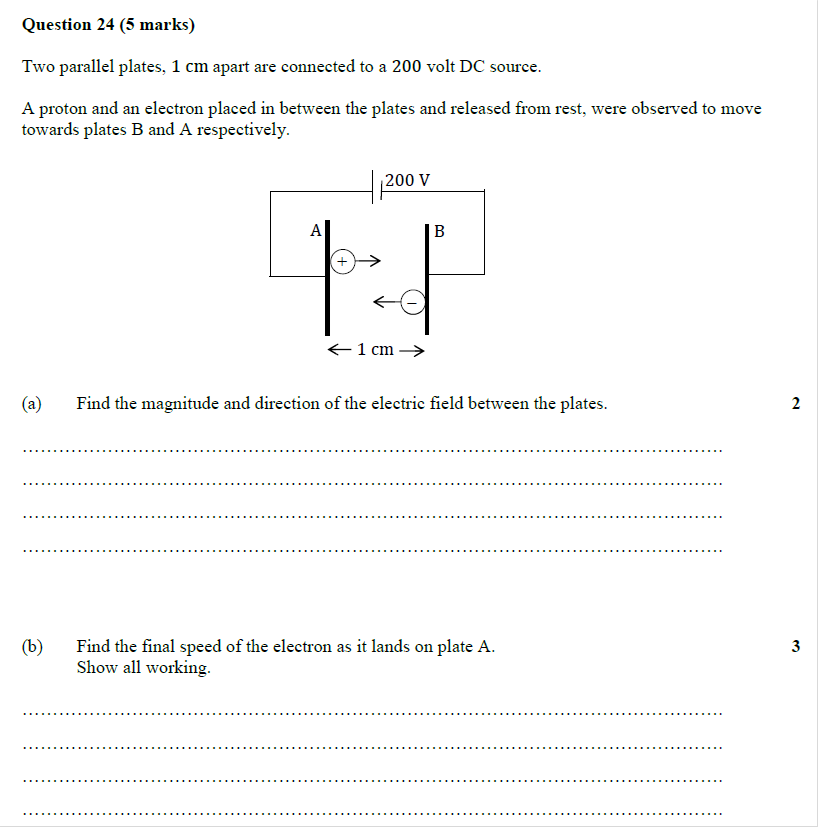 Question 24 (5 marks)
Two parallel plates, 1 cm apart are connected to a 200 volt DC source.
A proton and an electron placed in between the plates and released from rest, were observed to move
towards plates B and A respectively.
200 V
A
B
+
−
1 cm
(a) Find the magnitude and direction of the electric field between the plates. 2
(b) Find the final speed of the electron as it lands on plate A. 3
Show all working.